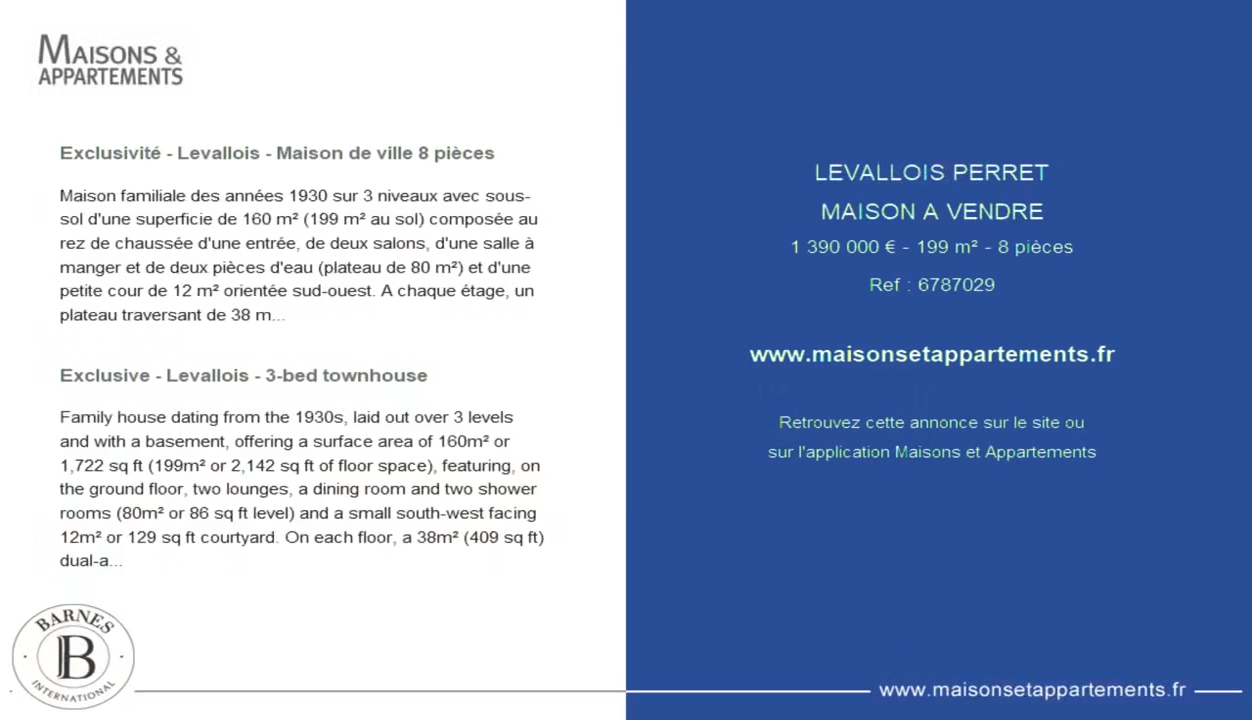 MAISONS &
APPARTEMENTS
Exclusivité - Levallois - Maison de ville 8 pièces
Maison familiale des années 1930 sur 3 niveaux avec sous-
sol d'une superficie de 160 m² (199 m² au sol) composée au
rez de chaussée d'une entrée, de deux salons, d'une salle à
manger et de deux pièces d'eau (plateau de 80 m²) et d'une
petite cour de 12 m² orientée sud-ouest. A chaque étage, un
plateau traversant de 38 m...
Exclusive - Levallois - 3-bed townhouse
Family house dating from the 1930s, laid out over 3 levels
and with a basement, offering a surface area of 160m² or
1,722 sq ft (199m² or 2,142 sq ft of floor space), featuring, on
the ground floor, two lounges, a dining room and two shower
rooms (80m² or 86 sq ft level) and a small south-west facing
12m² or 129 sq ft courtyard. On each floor, a 38m² (409 sq ft)
dual-a...
BARNES
B
INTERNATIONAL
LEVALLOIS PERRET
MAISON A VENDRE
1 390 000 € - 199 m² - 8 pièces
Ref : 6787029
www.maisonsetappartements.fr
Retrouvez cette annonce sur le site ou
sur l'application Maisons et Appartements
www.maisonsetappartements.fr